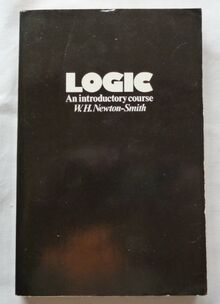 LOGIC
An introductory course
W. H. Newton-Smith